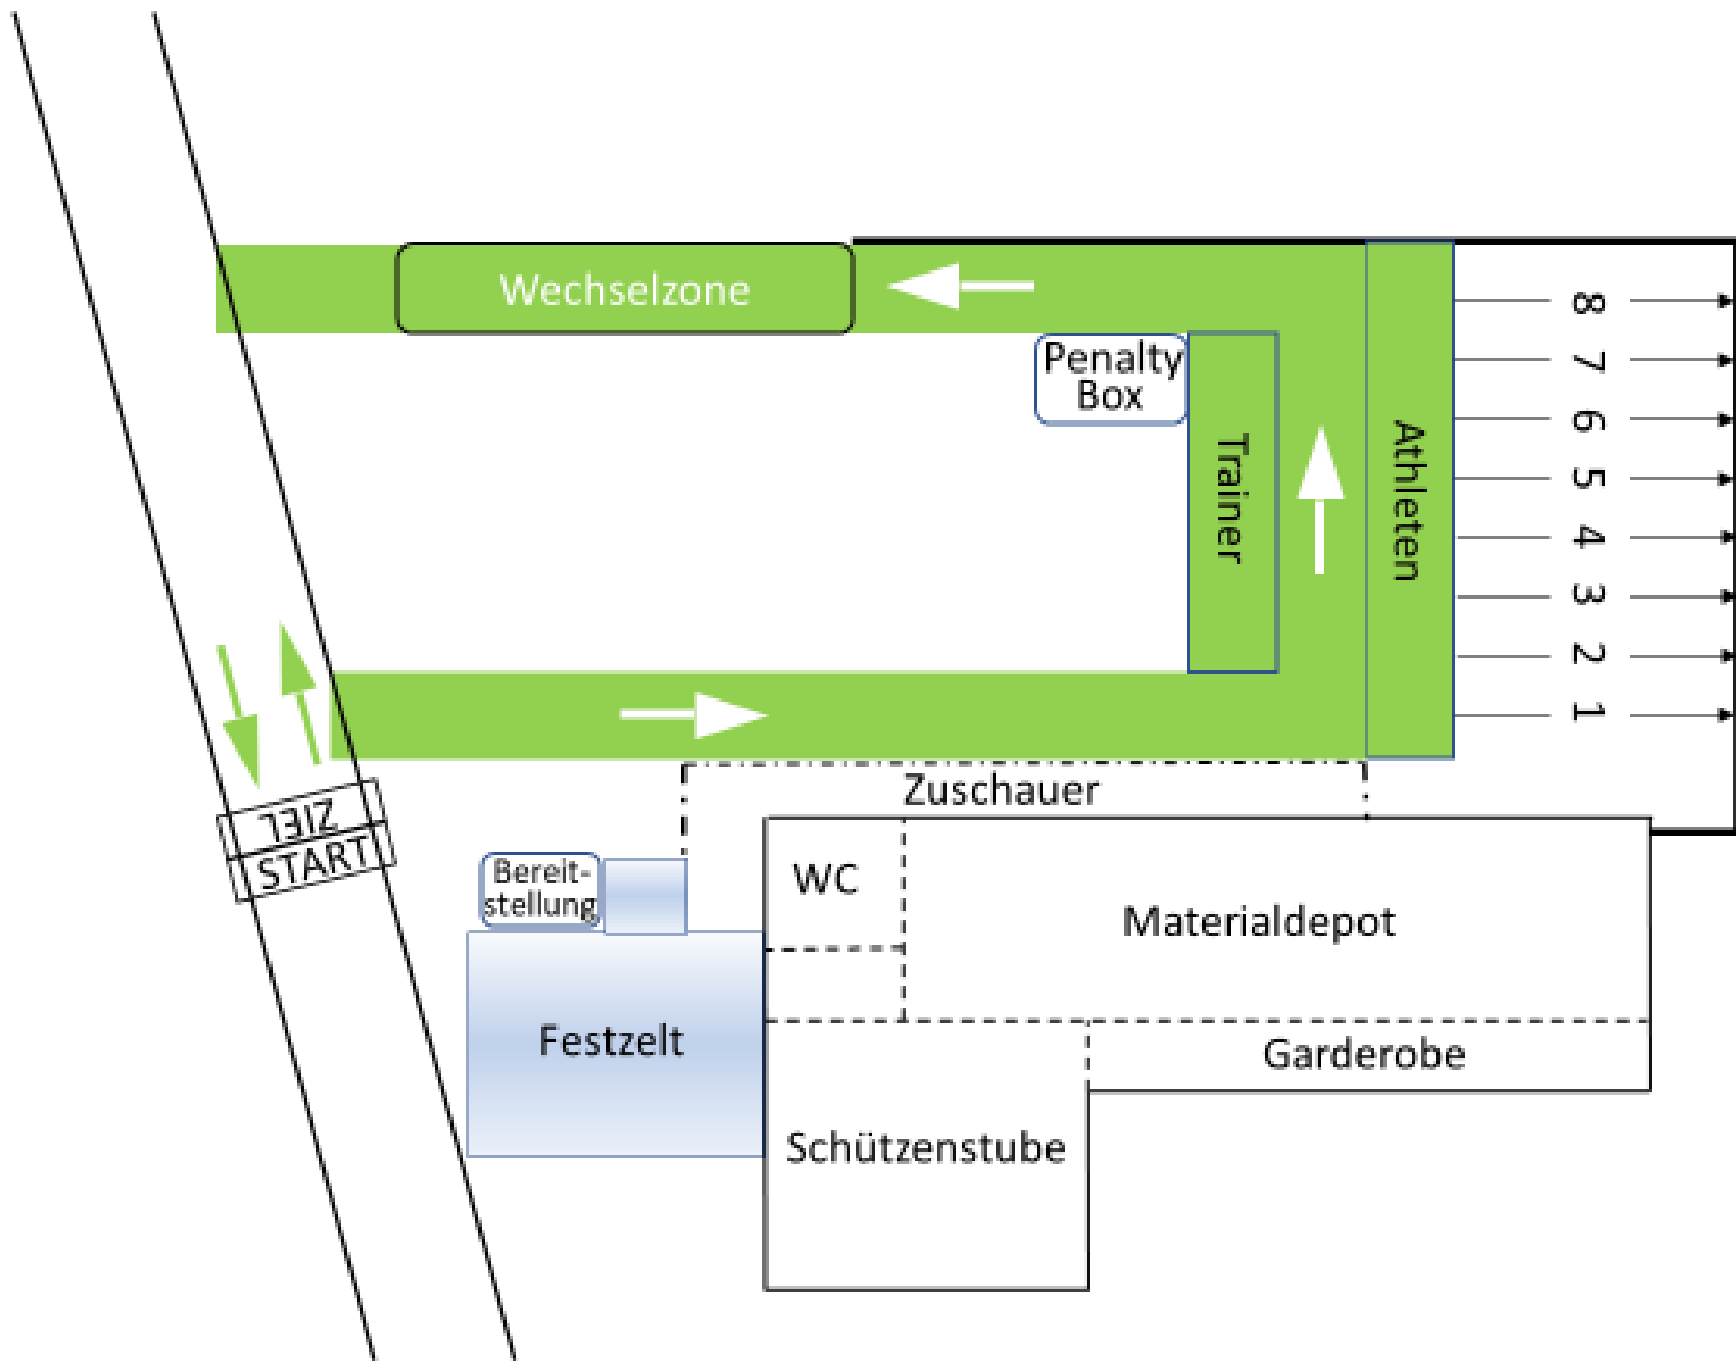 Wechselzone
Penalty
Box
Trainer
Athleten
8
7
6
5
4
3
2
1
ZIEL
START
Zuschauer
Bereit-
stellung
WC
Materialdepot
Festzelt
Garderobe
Schützenstube